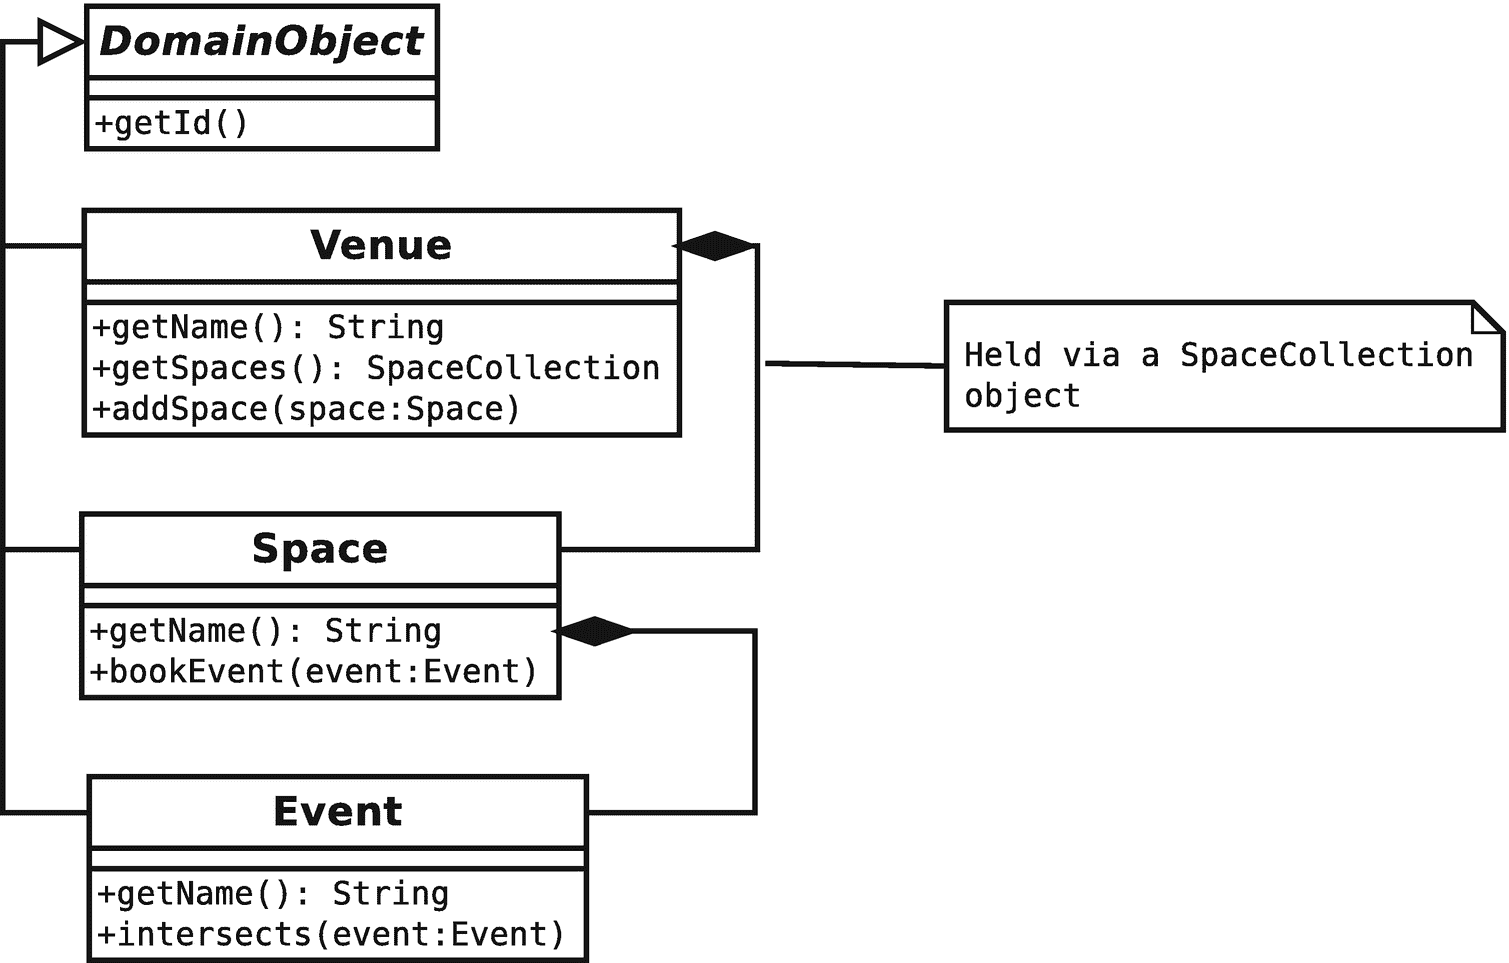 DomainObject
+getId()
Venue
+getName(): String
+getSpaces(): SpaceCollection
+addSpace(space:Space)
Held via a SpaceCollection
object
Space
+getName(): String
+bookEvent(event:Event)
Event
+getName(): String
+intersects(event:Event)